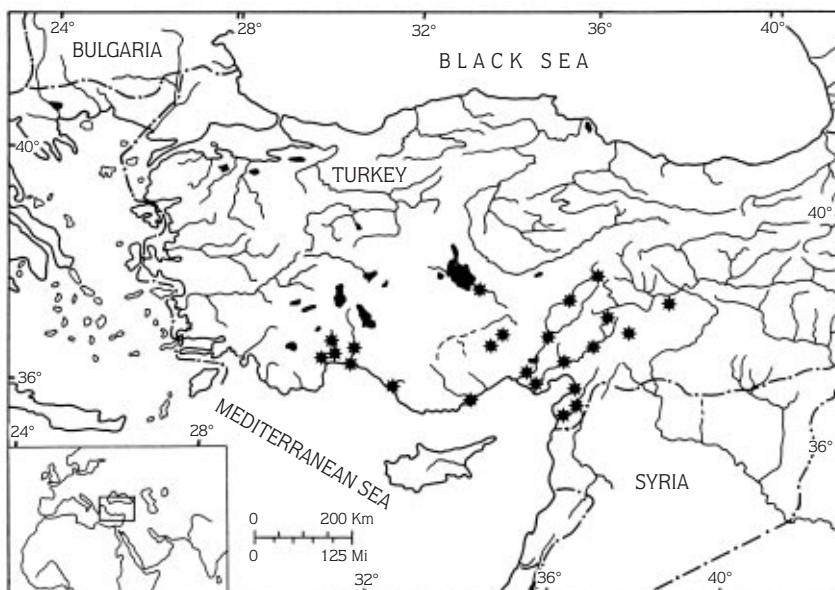 24° 28° 32° 36° 40°
BULGARIA
BLACK SEA
40°
TURKEY
40°
36°
MEDITERRANEAN SEA
24° 28°
36°
SYRIA
0 200 Km
0 125 Mi
32° 36° 40°